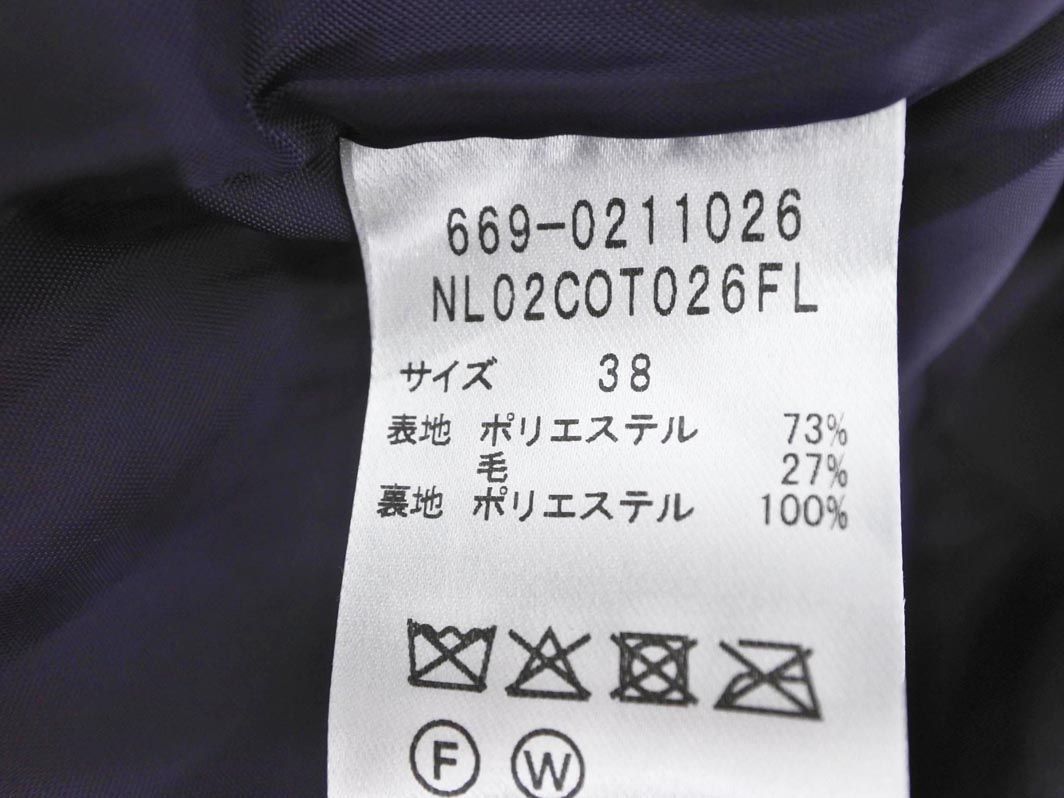 669-0211026
NL02COT026FL
サイズ 38
表地 ポリエステル 73%
毛 27%
裏地 ポリエステル 100%
F W